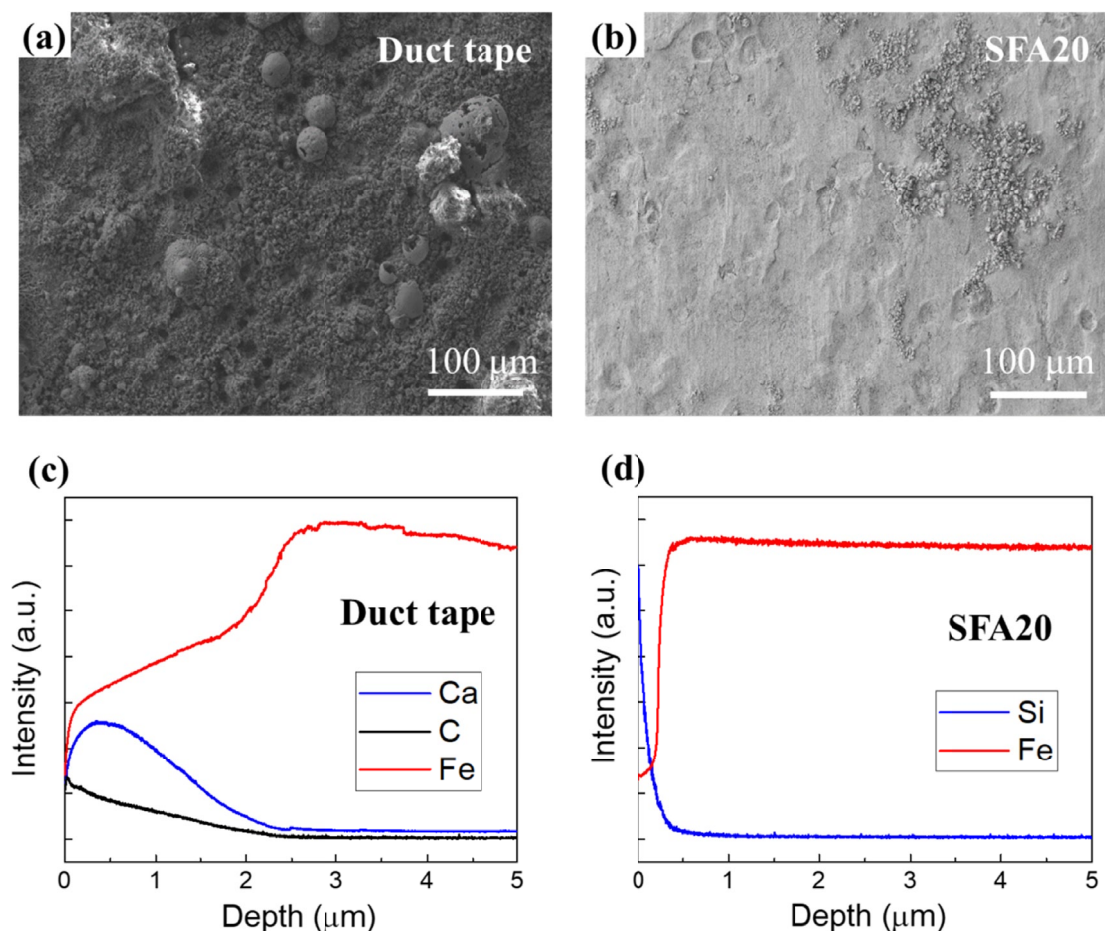 (a)
Duct tape
100 μm
(b)
SFA20
100 μm
(c)
Intensity (a.u.)
Duct tape
Ca
C
Fe
0 1 2 3 4 5
Depth (μm)
(d)
Intensity (a.u.)
SFA20
Si
Fe
0 1 2 3 4 5
Depth (μm)